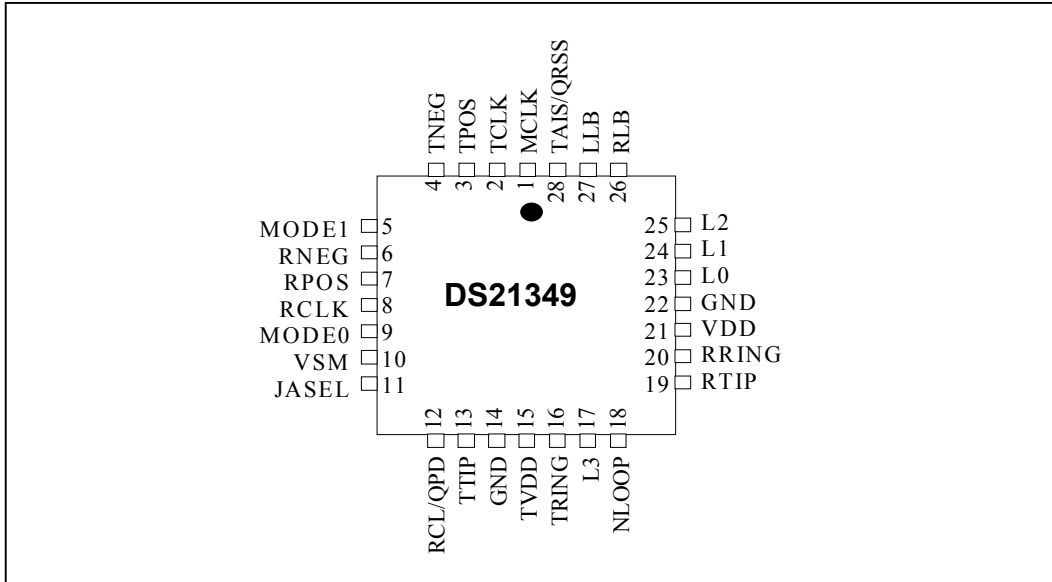 TNEG TPOS TCLK MCLK TAIS/QRSS LLB RLB
4 3 2 1 28 27 26
MODE1 5
RNEG 6
RPOS 7
RCLK 8
MODE0 9
VSM 10
JASEL 11
DS21349
25 L2
24 L1
23 L0
22 GND
21 VDD
20 RRING
19 RTIP
12 13 14 15 16 17 18
RCL/QPD TTIP GND TVDD TRING L3 NLOOP